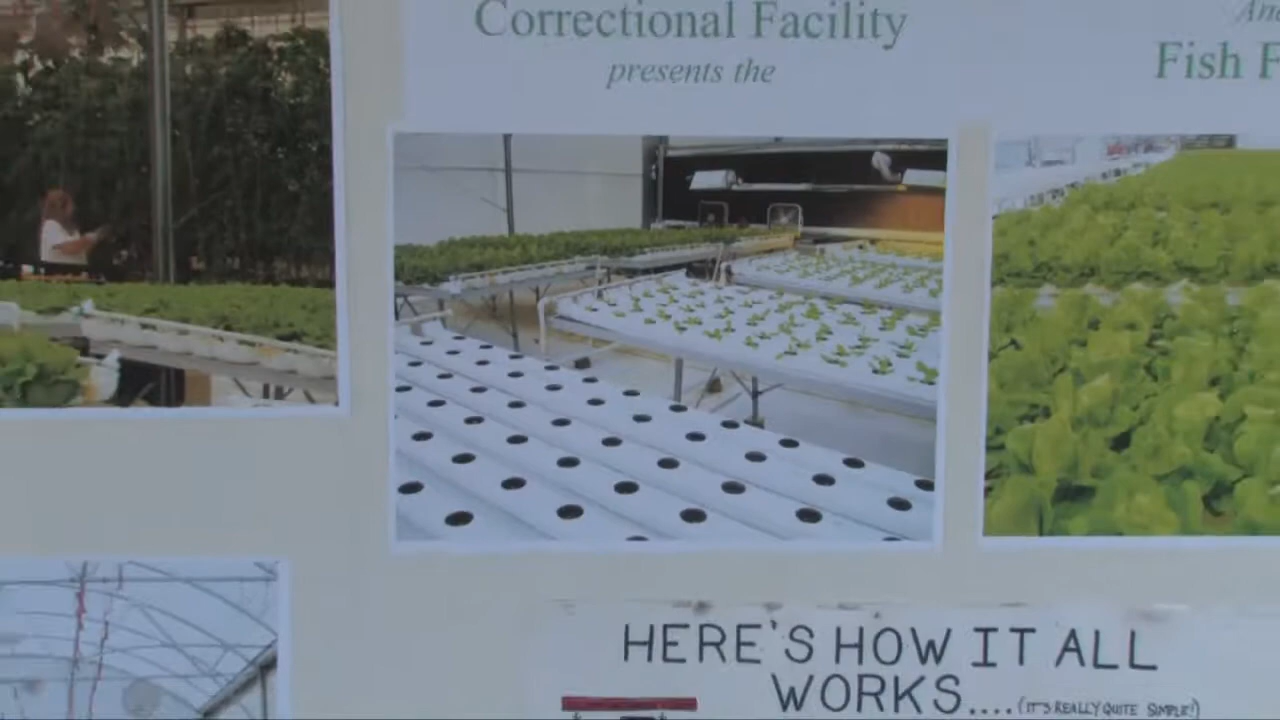 Correctional Facility
presents the
Fish
HERE'S HOW IT ALL
WORKS....(IT'S REALLY QUITE SIMPLE!)